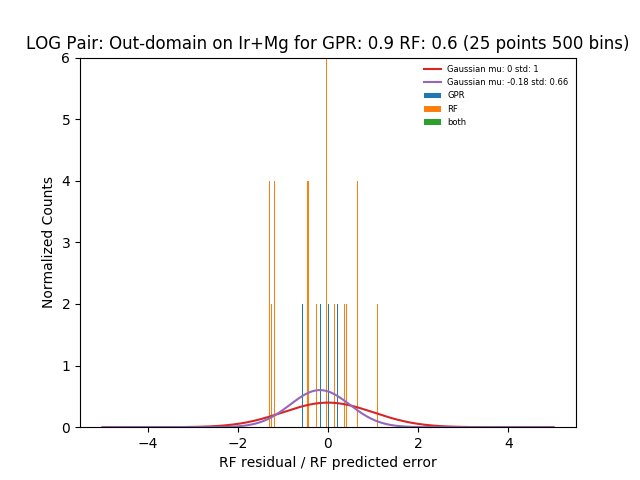 LOG Pair: Out-domain on Ir+Mg for GPR: 0.9 RF: 0.6 (25 points 500 bins)
Gaussian mu: 0 std: 1
Gaussian mu: -0.18 std: 0.66
GPR
RF
both
Normalized Counts
6
5
4
3
2
1
0
−4
−2
0
2
4
RF residual / RF predicted error